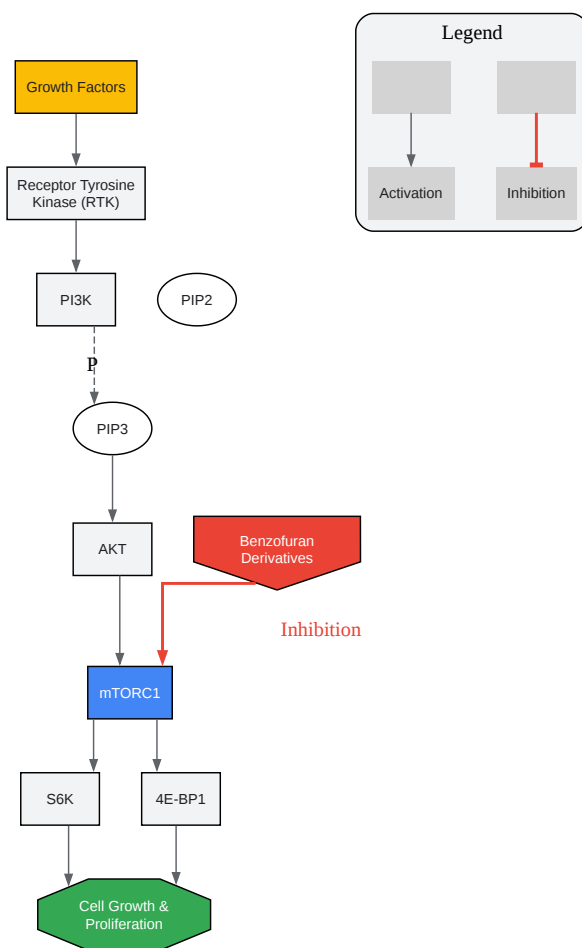 Legend
Growth Factors
Receptor Tyrosine
Kinase (RTK)
Activation
Inhibition
PI3K
PIP2
P
PIP3
AKT
Benzofuran
Derivatives
Inhibition
mTORC1
S6K
4E-BP1
Cell Growth &
Proliferation